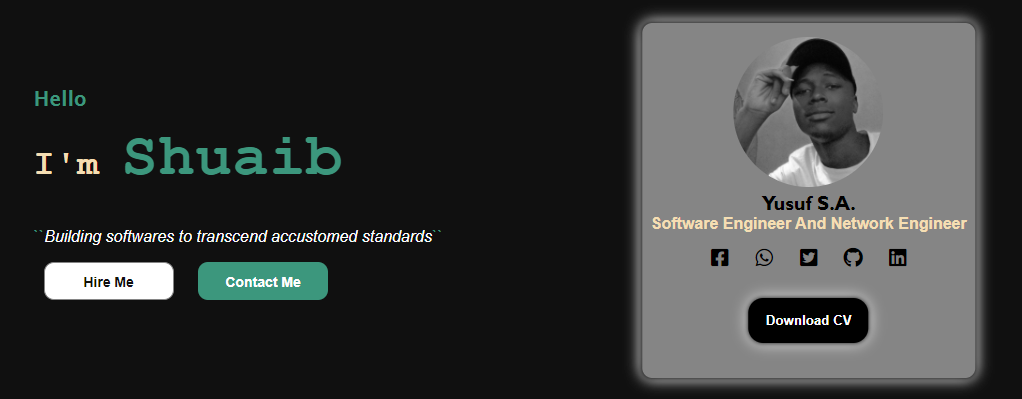 Hello
I'm Shuaib
``Building softwares to transcend accustomed standards``
Hire Me
Contact Me
Yusuf S.A.
Software Engineer And Network Engineer
Download CV